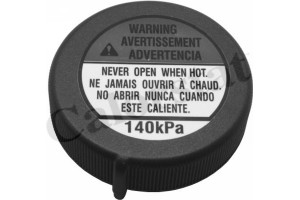 WARNING
AVERTISSEMENT
ADVERTENCIA
NEVER OPEN WHEN HOT.
NE JAMAIS OUVRIR À CHAUD.
NO ABRIR NUNCA CUANDO
ESTE CALIENTE.
140kPa